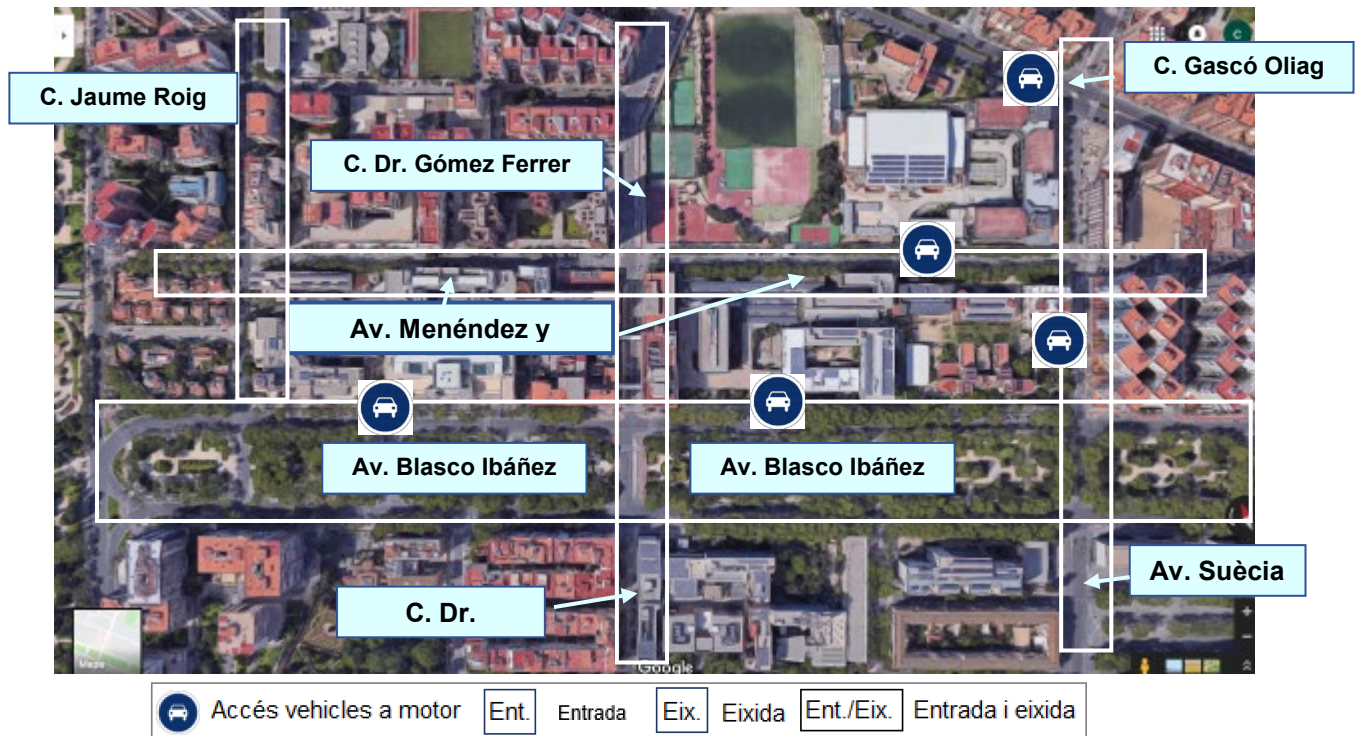 C. Gascó Oliag
C. Jaume Roig
C. Dr. Gómez Ferrer
Av. Menéndez y
Av. Blasco Ibáñez
Av. Blasco Ibáñez
Av. Suècia
C. Dr.
Mapa
Google
Accés vehicles a motor Ent. Entrada Eix. Eixida Ent./Eix. Entrada i eixida